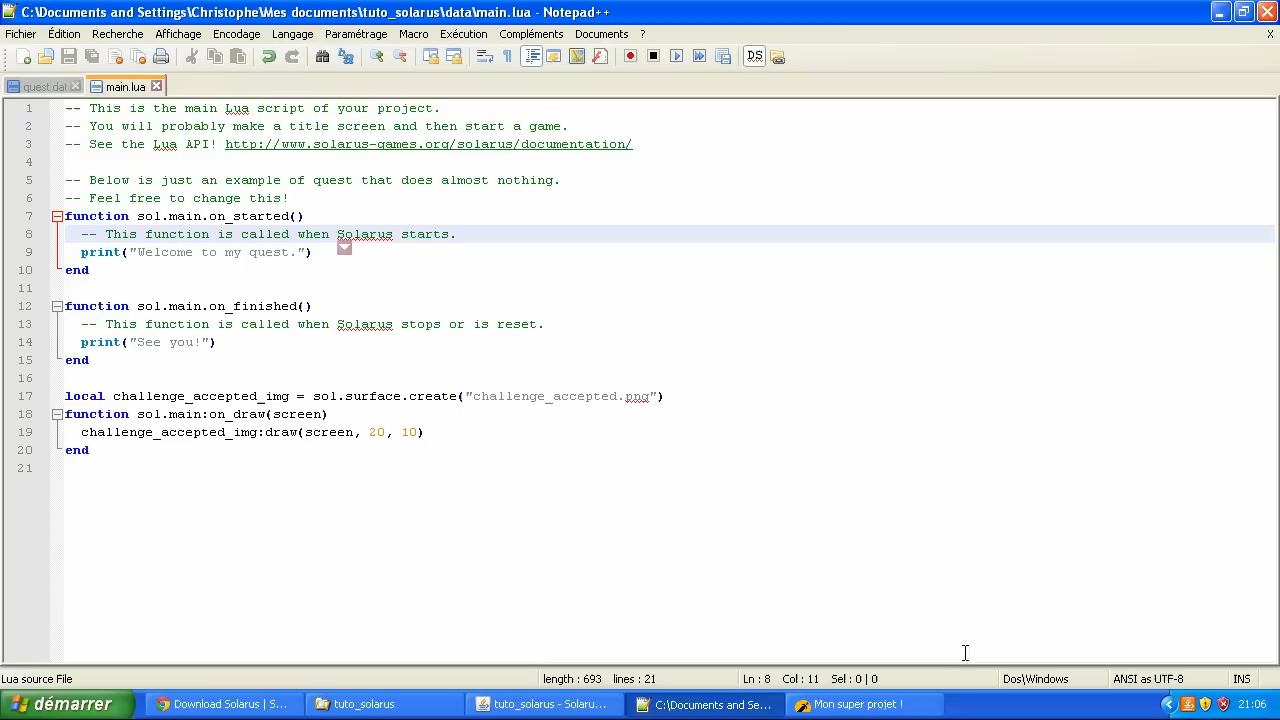 C:\Documents and Settings\Christophe\Mes documents\tuto_solarus\data\main.lua - Notepad++
Fichier Édition Recherche Affichage Encodage Langage Paramétrage Macro Exécution Compléments Documents ? X
quest.dat main.lua
1 -- This is the main Lua script of your project.
2 -- You will probably make a title screen and then start a game.
3 -- See the Lua API! http://www.solarus-games.org/solarus/documentation/
4
5 -- Below is just an example of quest that does almost nothing.
6 -- Feel free to change this!
7 function sol.main.on_started()
8 -- This function is called when Solarus starts.
9 print("Welcome to my quest.")
10 end
11
12 function sol.main.on_finished()
13 -- This function is called when Solarus stops or is reset.
14 print("See you!")
15 end
16
17 local challenge_accepted_img = sol.surface.create("challenge_accepted.png")
18 function sol.main:on_draw(screen)
19 challenge_accepted_img:draw(screen, 20, 10)
20 end
21
Lua source File length : 693 lines : 21 Ln : 8 Col : 11 Sel : 0 | 0 Dos\Windows ANSI as UTF-8 INS
démarrer Download Solarus | S... tuto_solarus tuto_solarus - Solaru... C:\Documents and Se... Mon super projet ! 21:06